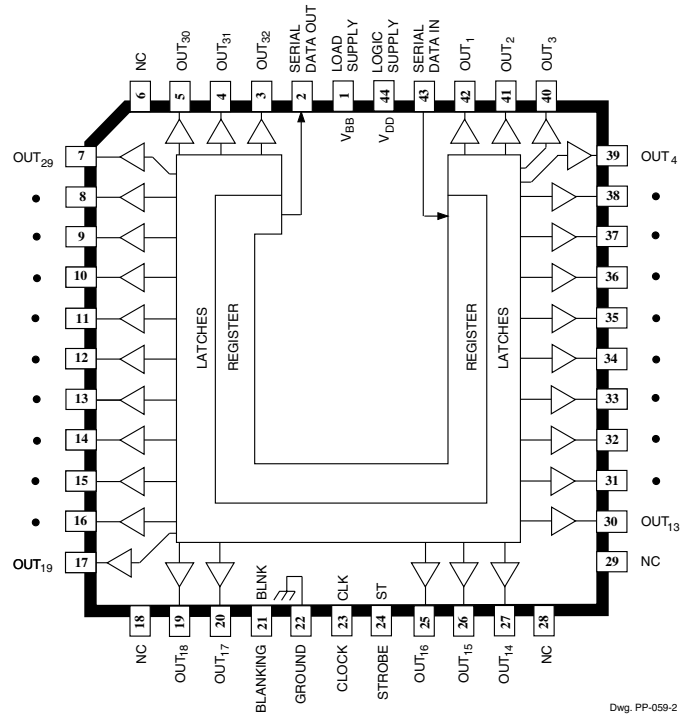 NC
OUT30
OUT31
OUT32
SERIAL DATA OUT
LOAD SUPPLY
LOGIC SUPPLY
SERIAL DATA IN
OUT1
OUT2
OUT3
6
5
4
3
2
1
44
43
42
41
40
VBB
VDD
OUT29
7
39
OUT4
8
38
9
37
10
36
11
35
12
34
13
33
14
32
15
31
16
30
OUT13
OUT19
17
29
NC
LATCHES
REGISTER
REGISTER
LATCHES
BLNK
CLK
ST
18
19
20
21
22
23
24
25
26
27
28
NC
OUT18
OUT17
BLANKING
GROUND
CLOCK
STROBE
OUT16
OUT15
OUT14
NC
Dwg. PP-059-2